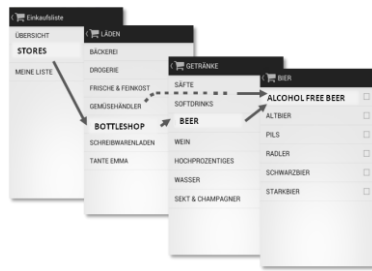 Einkaufsliste
ÜBERSICHT
STORES
MEINE LISTE
LÄDEN
BÄCKEREI
DROGERIE
FRISCHE & FEINKOST
GEMÜSEHÄNDLER
BOTTLESHOP
SCHREIBWARENLADEN
TANTE EMMA
GETRÄNKE
SÄFTE
SOFTDRINKS
BEER
WEIN
HOCHPROZENTIGES
WASSER
SEKT & CHAMPAGNER
BIER
ALCOHOL FREE BEER
ALTBIER
PILS
RADLER
SCHWARZBIER
STARKBIER